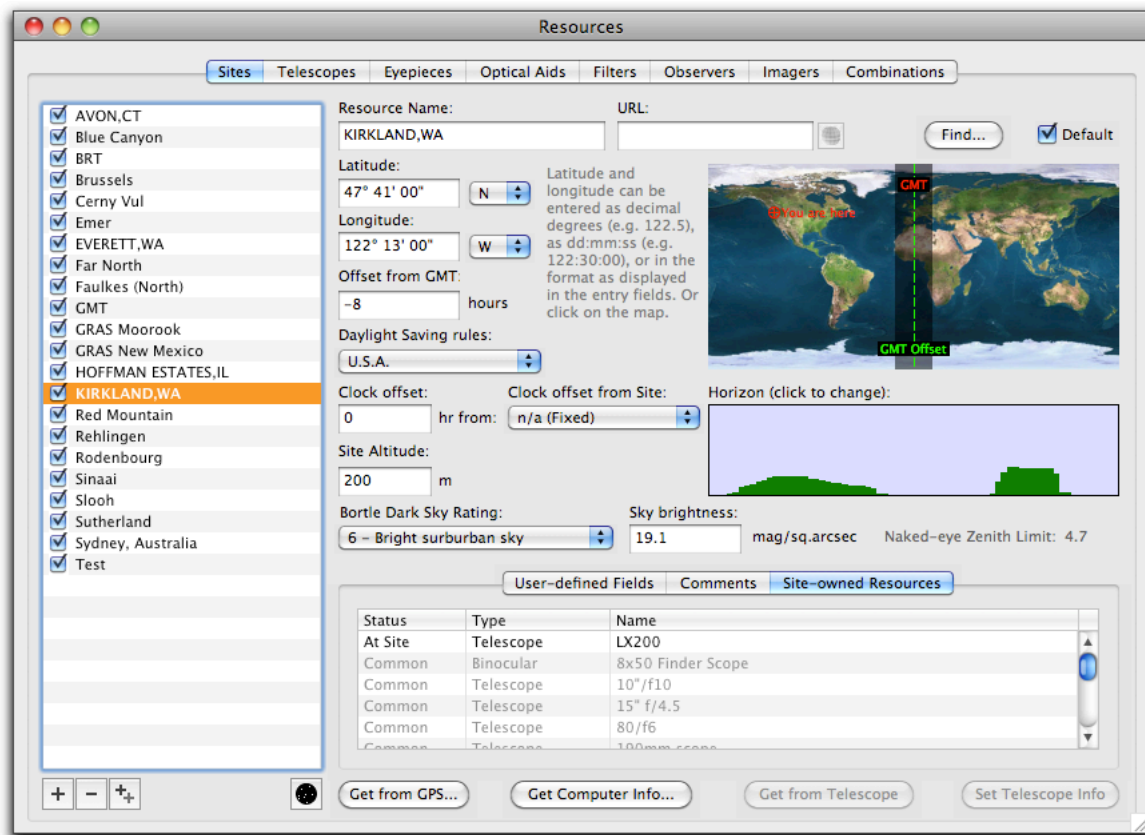 Resources
Sites Telescopes Eyepieces Optical Aids Filters Observers Imagers Combinations
AVON,CT
Blue Canyon
BRT
Brussels
Cerny Vul
Emer
EVERETT,WA
Far North
Faulkes (North)
GMT
GRAS Moorook
GRAS New Mexico
HOFFMAN ESTATES,IL
KIRKLAND,WA
Red Mountain
Rehlingen
Rodenbourg
Sinaai
Slooh
Sutherland
Sydney, Australia
Test
Resource Name: URL:
KIRKLAND,WA Find... Default
Latitude:
47° 41' 00" N
Longitude:
122° 13' 00" W
Offset from GMT:
-8 hours
Latitude and
longitude can be
entered as decimal
degrees (e.g. 122.5),
as dd:mm:ss (e.g.
122:30:00), or in the
format as displayed
in the entry fields. Or
click on the map.
GMT
You are here
GMT Offset
Daylight Saving rules:
U.S.A.
Clock offset: Clock offset from Site: Horizon (click to change):
0 hr from: n/a (Fixed)
Site Altitude:
200 m
Bortle Dark Sky Rating: Sky brightness:
6 – Bright surburban sky 19.1 mag/sq.arcsec Naked-eye Zenith Limit: 4.7
User-defined Fields Comments Site-owned Resources
Status Type Name
At Site Telescope LX200
Common Binocular 8x50 Finder Scope
Common Telescope 10"/f10
Common Telescope 15" f/4.5
Common Telescope 80/f6
Common Telescope 190mm scope
Get from GPS... Get Computer Info... Get from Telescope Set Telescope Info